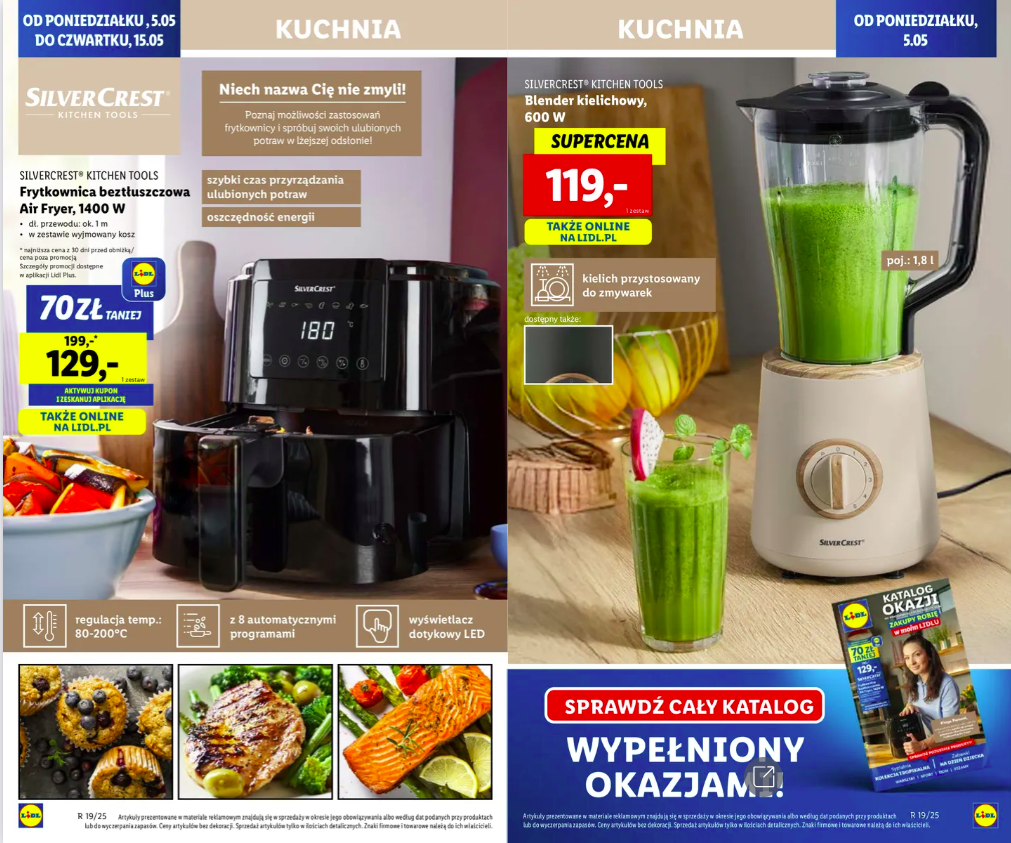 OD PONIEDZIAŁKU, 5.05
DO CZWARTKU, 15.05
KUCHNIA
SILVERCREST®
KITCHEN TOOLS
Niech nazwa Cię nie zmyli!
Poznaj możliwości zastosowań
frytkownicy i spróbuj swoich ulubionych
potraw w lżejszej odsłonie!
SILVERCREST® KITCHEN TOOLS
Frytkownica beztłuszczowa
Air Fryer, 1400 W
• dł. przewodu: ok. 1 m
• w zestawie wyjmowany kosz
* najniższa cena z 30 dni przed obniżką/
cena poza promocją
Szczegóły promocji dostępne
w aplikacji Lidl Plus.
szybki czas przyrządzania
ulubionych potraw
oszczędność energii
LIDL
Plus
70 ZŁ TANIEJ
199,-*
129,-
1 zestaw
AKTYWUJ KUPON
I ZESKANUJ APLIKACJĘ
TAKŻE ONLINE
NA LIDL.PL
SILVERCREST®
180
°C
regulacja temp.:
80-200°C
z 8 automatycznymi
programami
wyświetlacz
dotykowy LED
LIDL
R 19/25
Artykuły prezentowane w materiale reklamowym znajdują się w sprzedaży w okresie jego obowiązywania albo według dat podanych przy produktach
lub do wyczerpania zapasów. Ceny artykułów bez dekoracji. Sprzedaż artykułów tylko w ilościach detalicznych. Znaki firmowe i towarowe należą do ich właścicieli.
KUCHNIA
OD PONIEDZIAŁKU,
5.05
SILVERCREST® KITCHEN TOOLS
Blender kielichowy,
600 W
SUPERCENA
119,-
1 zestaw
TAKŻE ONLINE
NA LIDL.PL
kielich przystosowany
do zmywarek
dostępny także:
poj.: 1,8 l
SILVERCREST®
SPRAWDŹ CAŁY KATALOG
WYPEŁNIONY
OKAZJAMI!
LIDL
KATALOG
OKAZJI
ZAKUPY ROBIĘ
w moim LIDLU
70 ZŁ
TANIEJ
129,-
KOLEKCJA TROPIKALNA
NA DZIEŃ DZIECKA
Artykuły prezentowane w materiale reklamowym znajdują się w sprzedaży w okresie jego obowiązywania albo według dat podanych przy produktach
lub do wyczerpania zapasów. Ceny artykułów bez dekoracji. Sprzedaż artykułów tylko w ilościach detalicznych. Znaki firmowe i towarowe należą do ich właścicieli.
R 19/25
LIDL